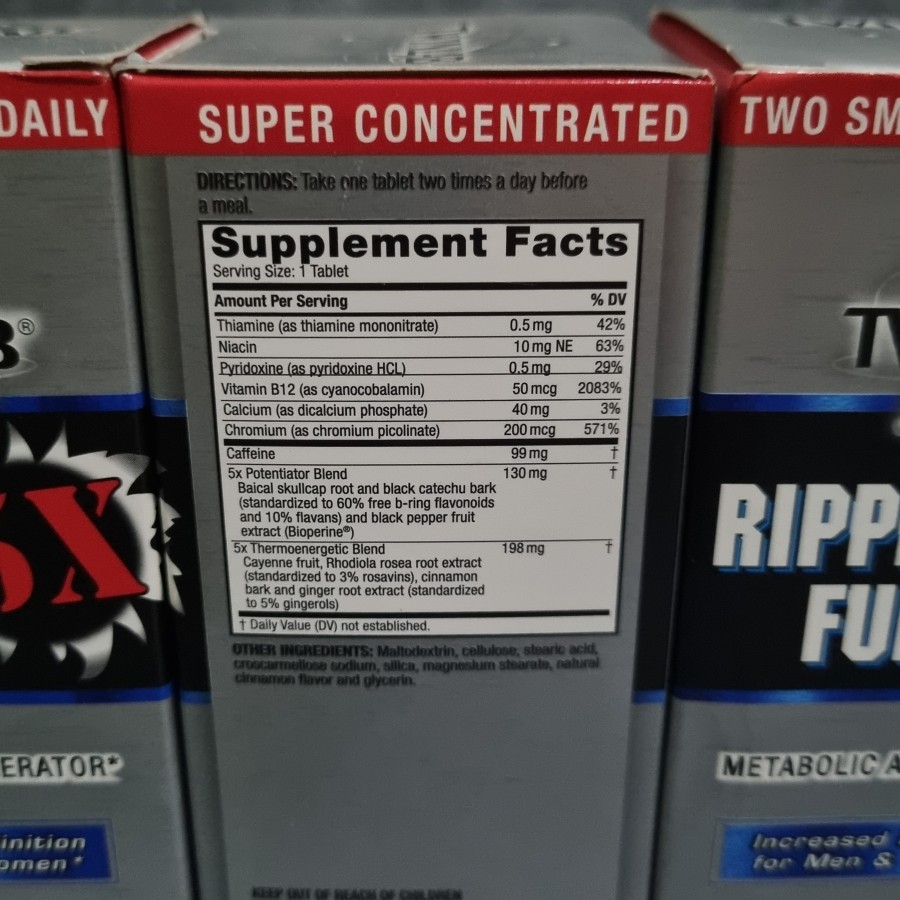 DAILY
SUPER CONCENTRATED
TWO SM
DIRECTIONS: Take one tablet two times a day before
a meal.
Supplement Facts
Serving Size: 1 Tablet
Amount Per Serving % DV
Thiamine (as thiamine mononitrate) 0.5 mg 42%
Niacin 10 mg NE 63%
Pyridoxine (as pyridoxine HCL) 0.5 mg 29%
Vitamin B12 (as cyanocobalamin) 50 mcg 2083%
Calcium (as dicalcium phosphate) 40 mg 3%
Chromium (as chromium picolinate) 200 mcg 571%
Caffeine 99 mg †
5x Potentiator Blend 130 mg †
Baical skullcap root and black catechu bark
(standardized to 60% free b-ring flavonoids
and 10% flavans) and black pepper fruit
extract (Bioperine®)
5x Thermoenergetic Blend 198 mg †
Cayenne fruit, Rhodiola rosea root extract
(standardized to 3% rosavins), cinnamon
bark and ginger root extract (standardized
to 5% gingerols)
† Daily Value (DV) not established.
OTHER INGREDIENTS: Maltodextrin, cellulose, stearic acid,
croscarmellose sodium, silica, magnesium stearate, natural
cinnamon flavor and glycerin.
KEEP OUT OF REACH OF CHILDREN
B®
5X
ERATOR*
inition
omen*
TW
RIPP
FU
METABOLIC A
Increased
for Men &